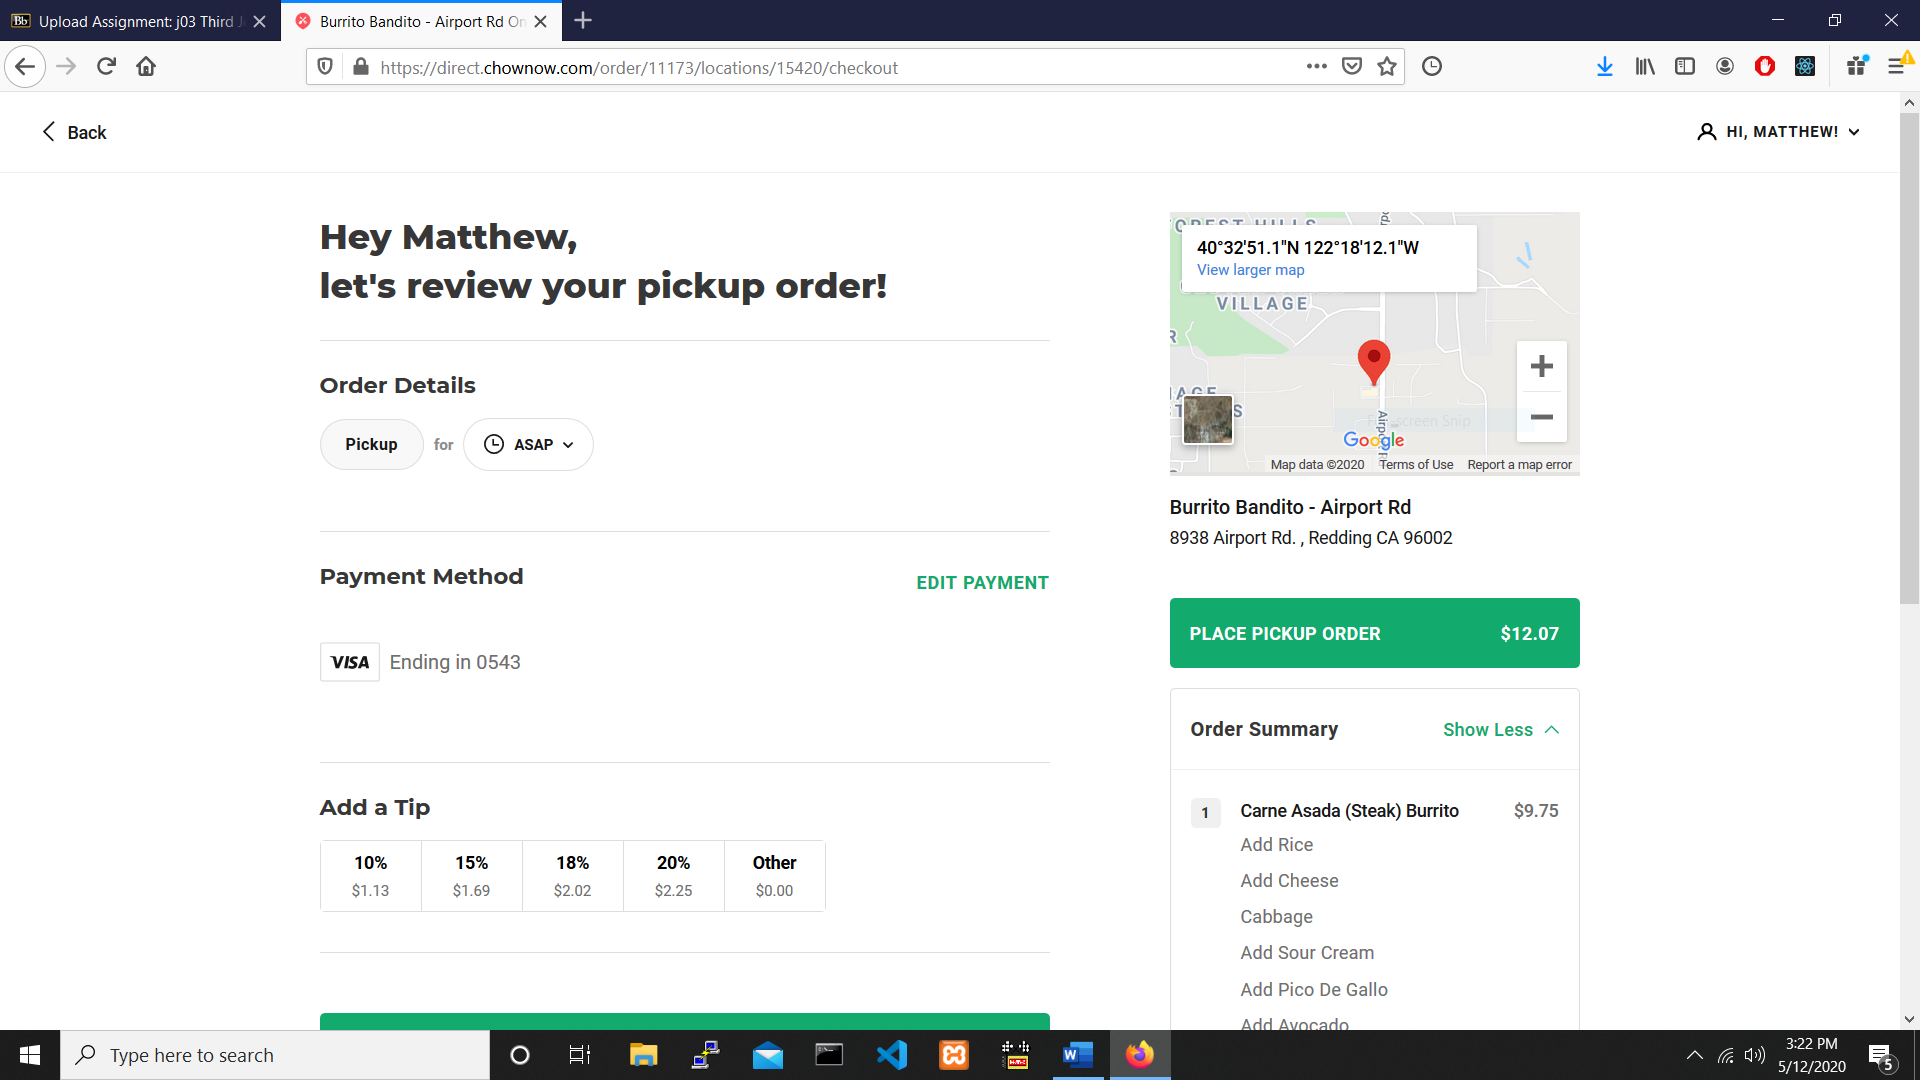 Upload Assignment: j03 Third J
Burrito Bandito - Airport Rd On
https://direct.chownow.com/order/11173/locations/15420/checkout
Back
HI, MATTHEW!
Hey Matthew,
let's review your pickup order!
Order Details
Pickup for ASAP
Payment Method
EDIT PAYMENT
VISA Ending in 0543
Add a Tip
10% 15% 18% 20% Other
$1.13 $1.69 $2.02 $2.25 $0.00
40°32'51.1"N 122°18'12.1"W
View larger map
VILLAGE
Google
Map data ©2020 Terms of Use Report a map error
Burrito Bandito - Airport Rd
8938 Airport Rd. , Redding CA 96002
PLACE PICKUP ORDER $12.07
Order Summary Show Less
1 Carne Asada (Steak) Burrito $9.75
Add Rice
Add Cheese
Cabbage
Add Sour Cream
Add Pico De Gallo
Add Avocado
Type here to search
3:22 PM
5/12/2020
5